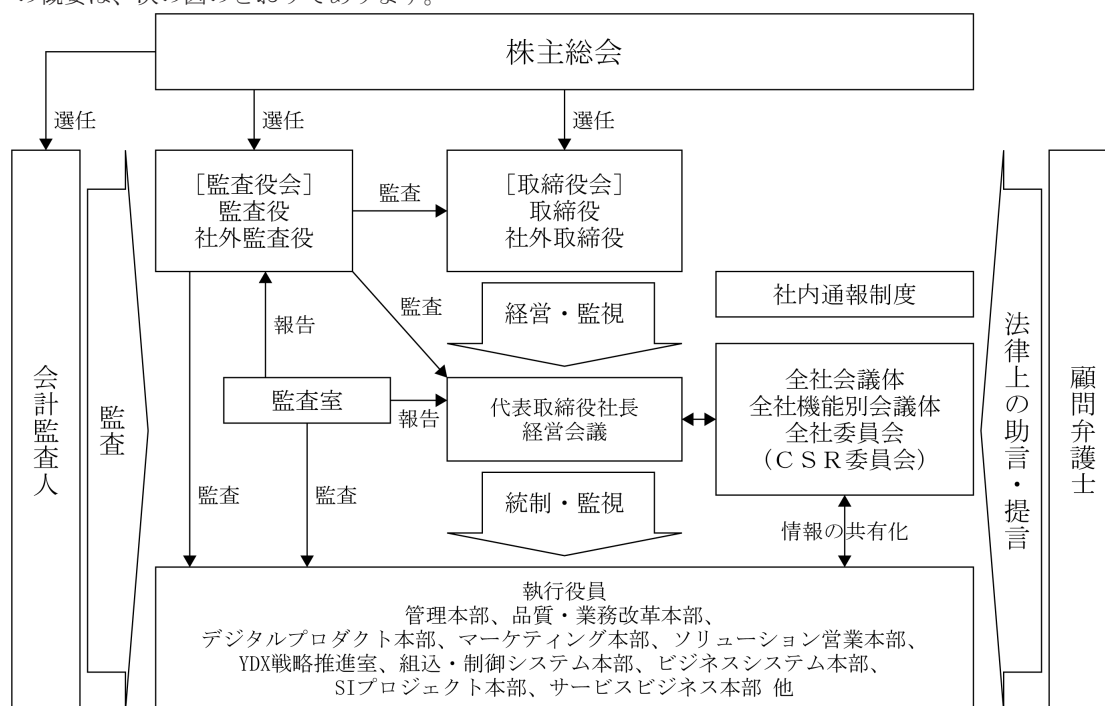 の概要は、次の図のとおりであります。
株主総会
選任
選任
選任
[監査役会]
監査役
社外監査役
監査
[取締役会]
取締役
社外取締役
社内通報制度
監査
経営・監視
報告
監査室
報告
代表取締役社長
経営会議
全社会議体
全社機能別会議体
全社委員会
(CSR委員会)
監査
監査
統制・監視
情報の共有化
会計監査人
監査
法律上の助言・提言
顧問弁護士
執行役員
管理本部、品質・業務改革本部、
デジタルプロダクト本部、マーケティング本部、ソリューション営業本部、
YDX戦略推進室、組込・制御システム本部、ビジネスシステム本部、
SIプロジェクト本部、サービスビジネス本部 他